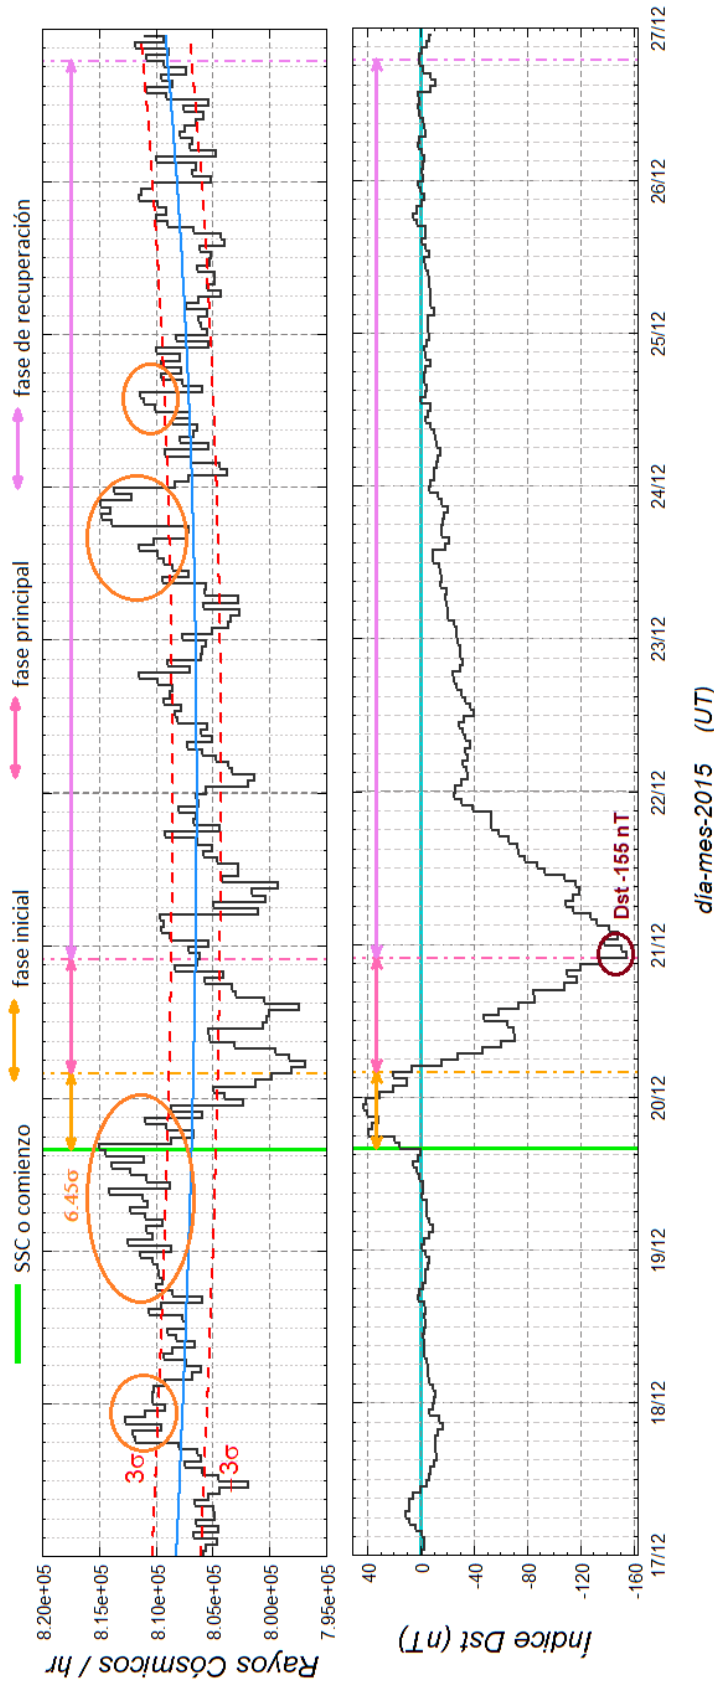 SSC o comienzo
fase inicial
fase principal
fase de recuperación
Rayos Cósmicos / hr
8.20e+05
8.15e+05
8.10e+05
8.05e+05
8.00e+05
7.95e+05
3σ
-3σ
6.45σ
Índice Dst (nT)
40
0
-40
-80
-120
-160
Dst -155 nT
17/12
18/12
19/12
20/12
21/12
22/12
23/12
24/12
25/12
26/12
27/12
dia-mes-2015 (UT)